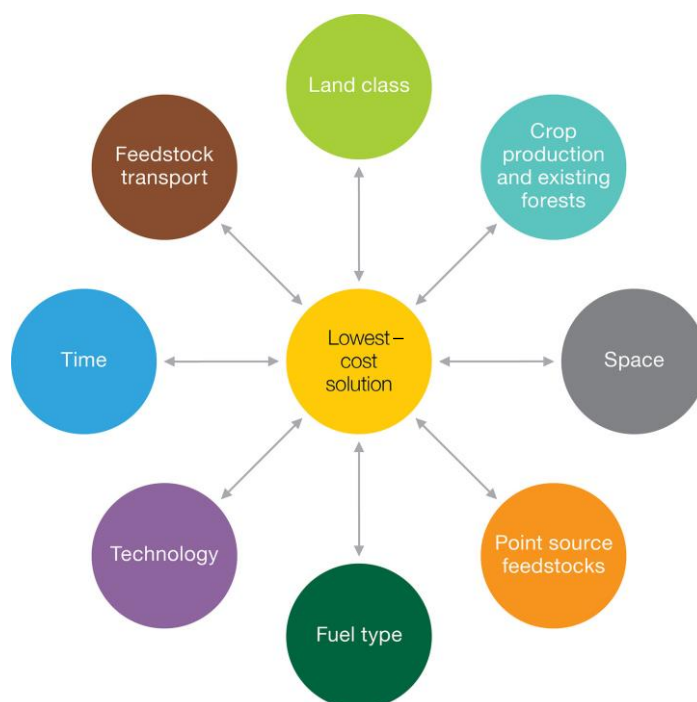 Land class
Feedstock
transport
Crop
production
and existing
forests
Time
Lowest–
cost
solution
Space
Technology
Point source
feedstocks
Fuel type